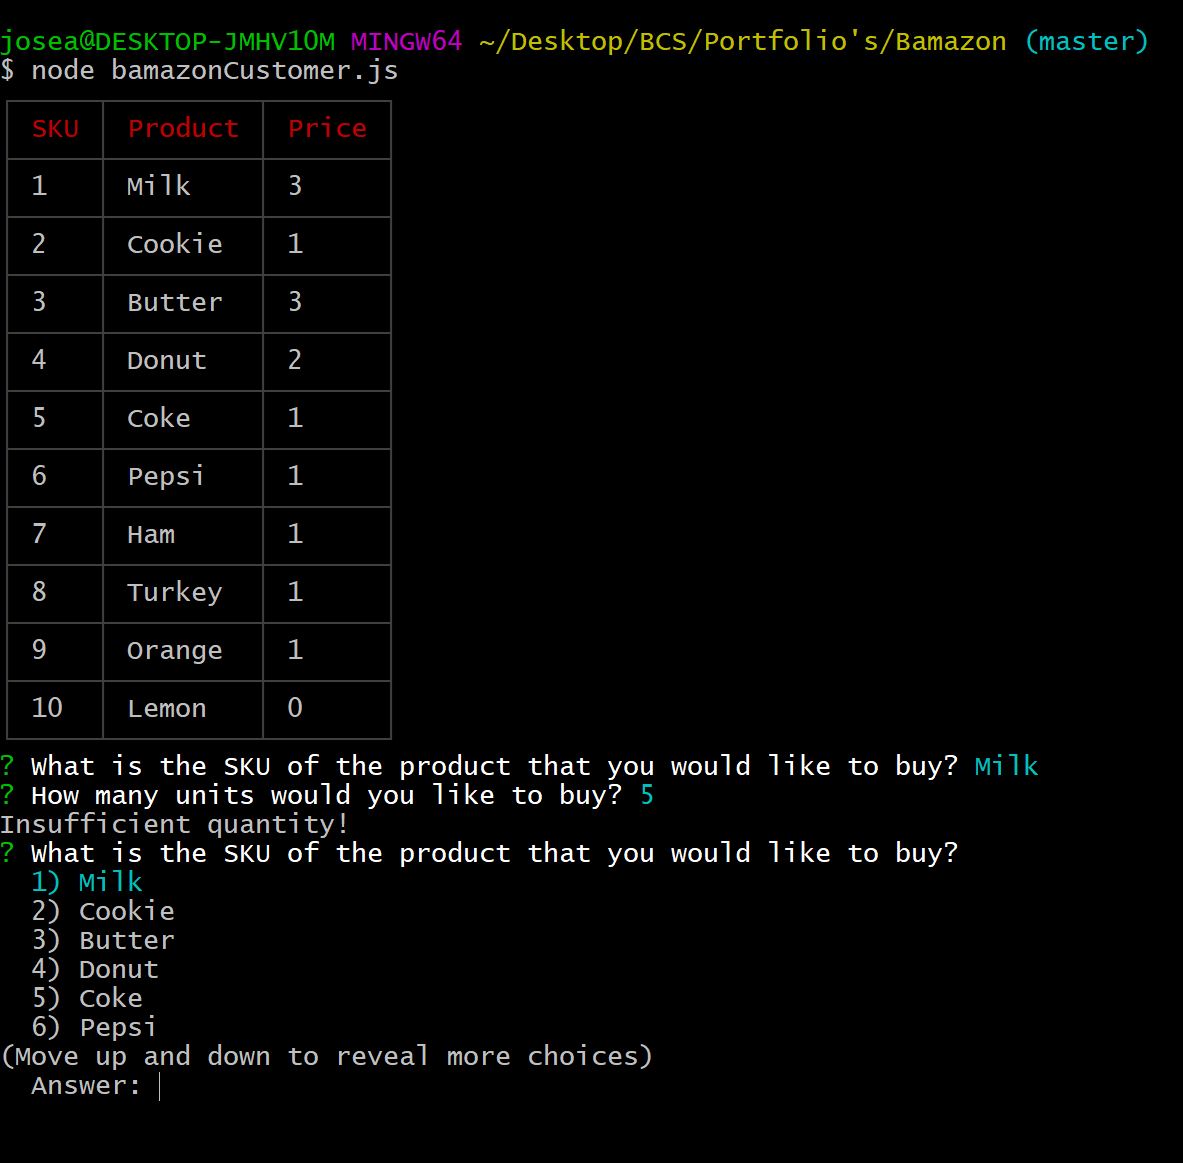 josea@DESKTOP-JMHV10M MINGW64 ~/Desktop/BCS/Portfolio's/Bamazon (master)
$ node bamazonCustomer.js
SKU Product Price
1 Milk 3
2 Cookie 1
3 Butter 3
4 Donut 2
5 Coke 1
6 Pepsi 1
7 Ham 1
8 Turkey 1
9 Orange 1
10 Lemon 0
? What is the SKU of the product that you would like to buy? Milk
? How many units would you like to buy? 5
Insufficient quantity!
? What is the SKU of the product that you would like to buy?
1) Milk
2) Cookie
3) Butter
4) Donut
5) Coke
6) Pepsi
(Move up and down to reveal more choices)
Answer: